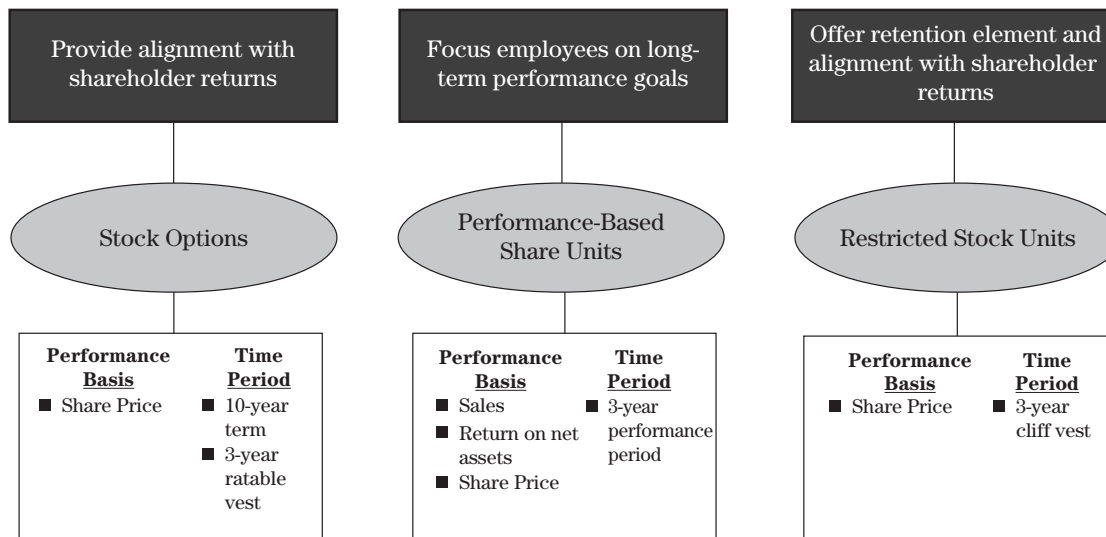 Provide alignment with
shareholder returns
Focus employees on long-
term performance goals
Offer retention element and
alignment with shareholder
returns
Stock Options
Performance-Based
Share Units
Restricted Stock Units
Performance
Basis
■ Share Price
Time
Period
■ 10-year
term
■ 3-year
ratable
vest
Performance
Basis
■ Sales
■ Return on net
assets
■ Share Price
Time
Period
■ 3-year
performance
period
Performance
Basis
■ Share Price
Time
Period
■ 3-year
cliff vest